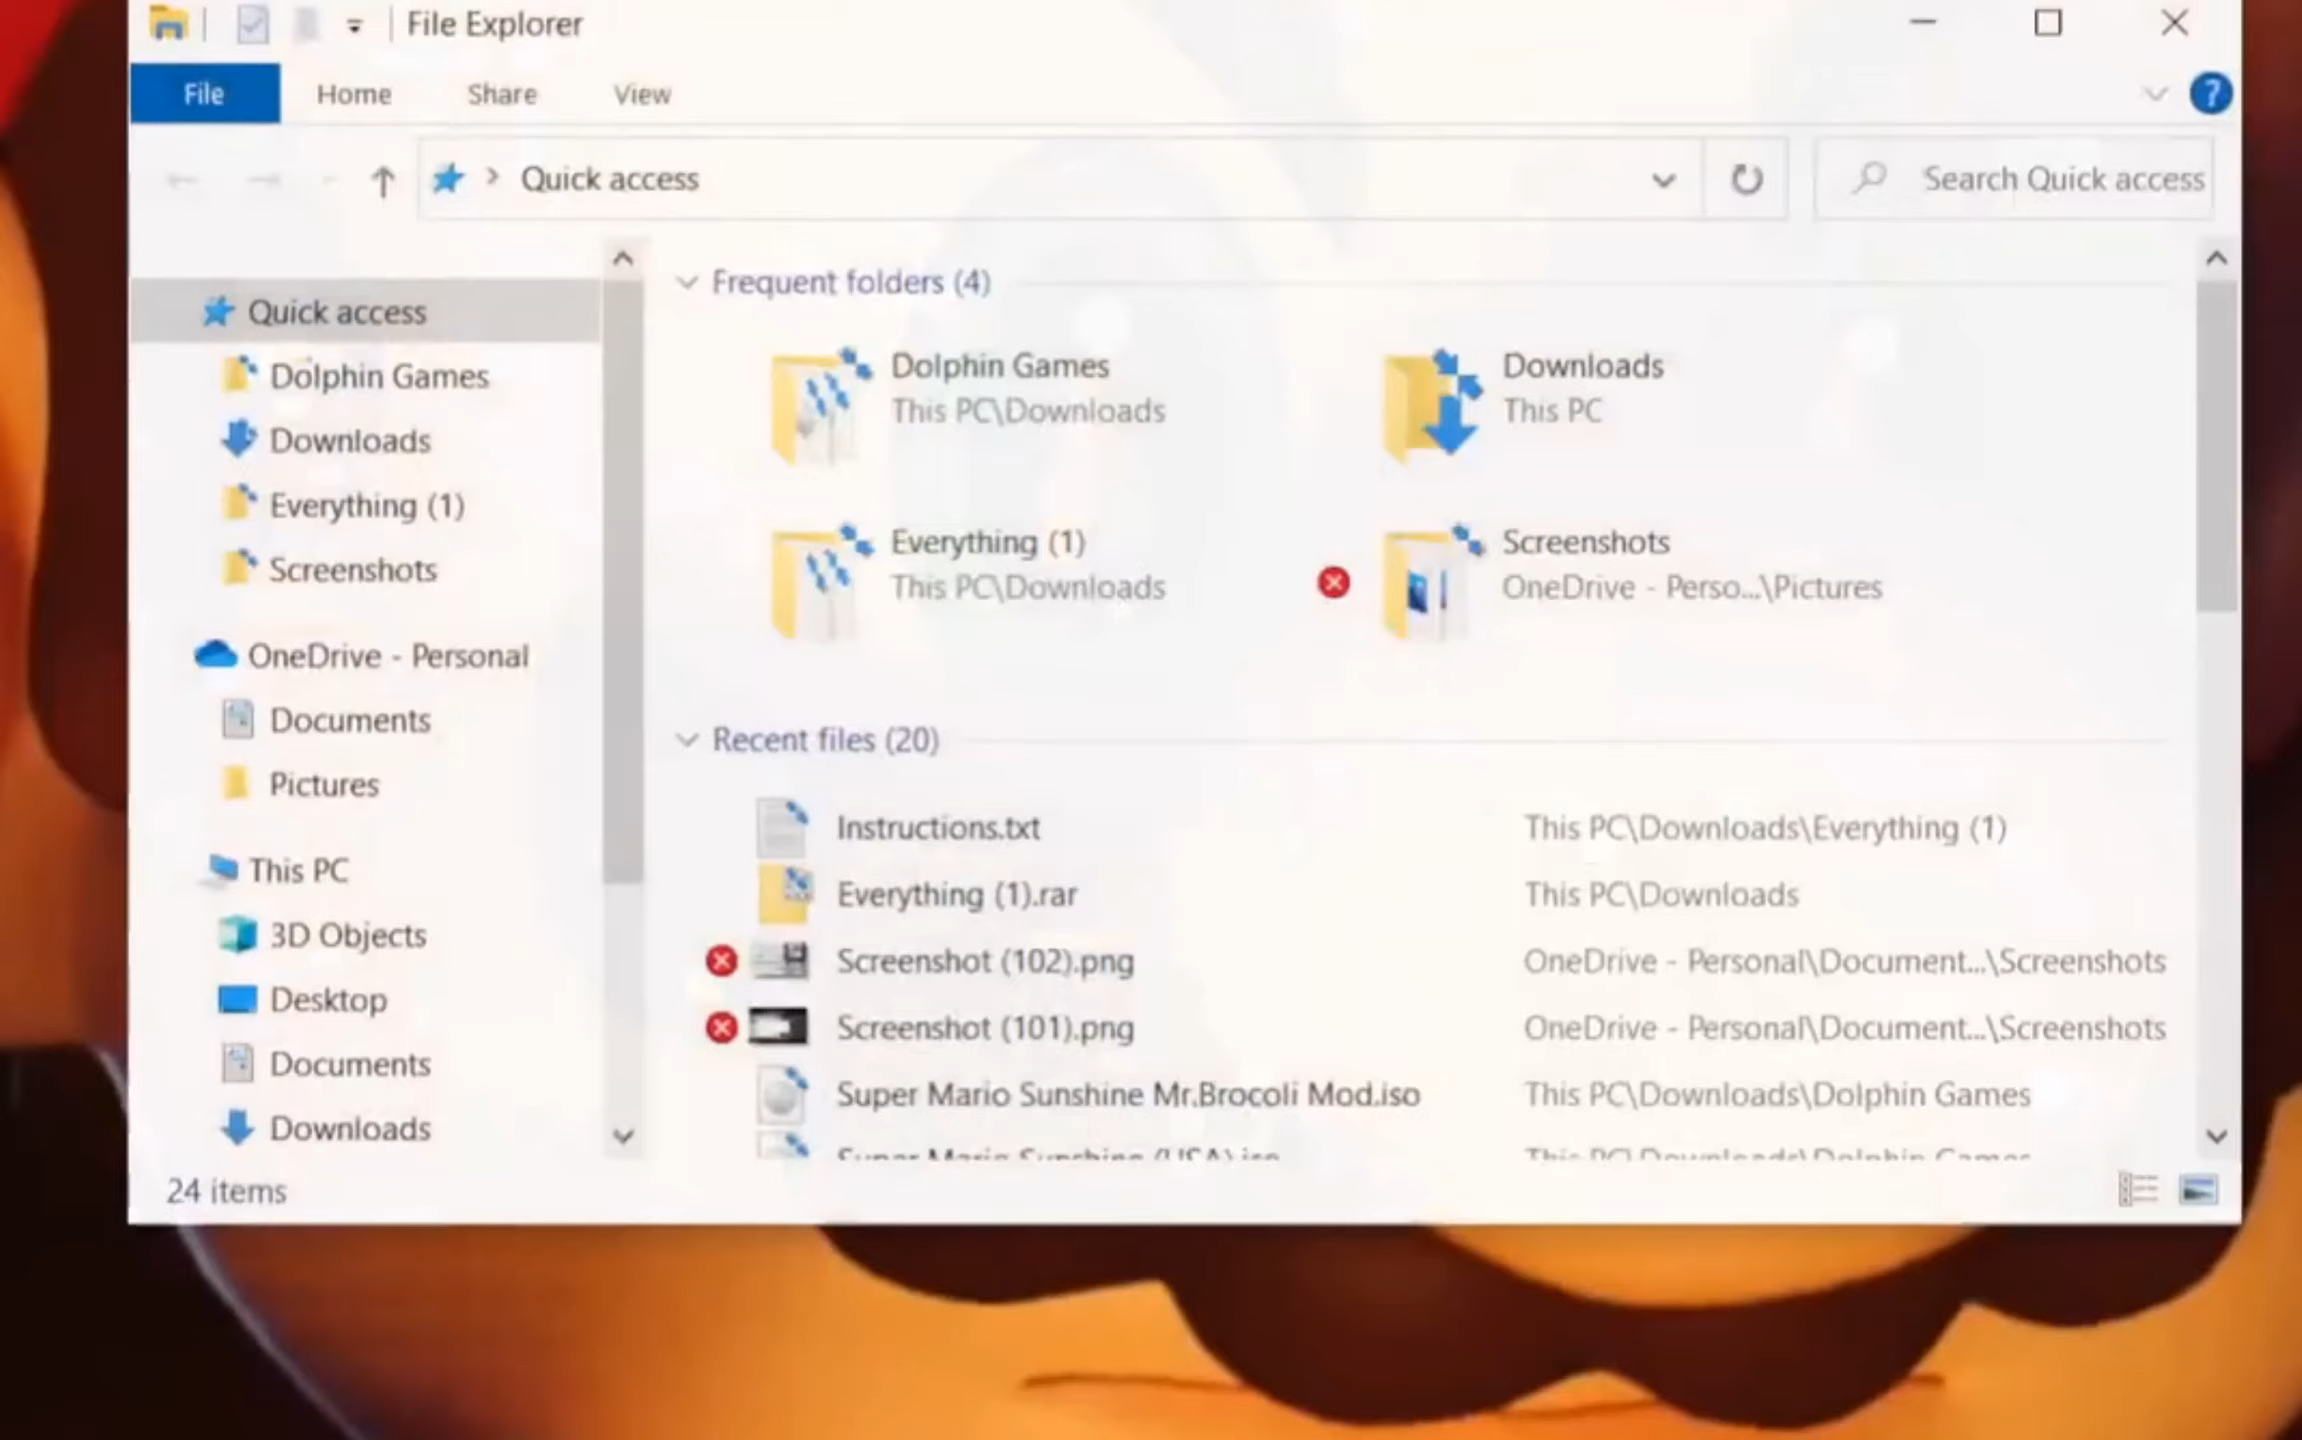 File Explorer
File Home Share View
?
Quick access
Search Quick access
Quick access
Dolphin Games
Downloads
Everything (1)
Screenshots
OneDrive - Personal
Documents
Pictures
This PC
3D Objects
Desktop
Documents
Downloads
Frequent folders (4)
Dolphin Games
This PC\Downloads
Downloads
This PC
Everything (1)
This PC\Downloads
Screenshots
OneDrive - Perso...\Pictures
Recent files (20)
Instructions.txt This PC\Downloads\Everything (1)
Everything (1).rar This PC\Downloads
Screenshot (102).png OneDrive - Personal\Document...\Screenshots
Screenshot (101).png OneDrive - Personal\Document...\Screenshots
Super Mario Sunshine Mr.Brocoli Mod.iso This PC\Downloads\Dolphin Games
Super Mario Sunshine (USA).iso This PC\Downloads\Dolphin Games
24 items